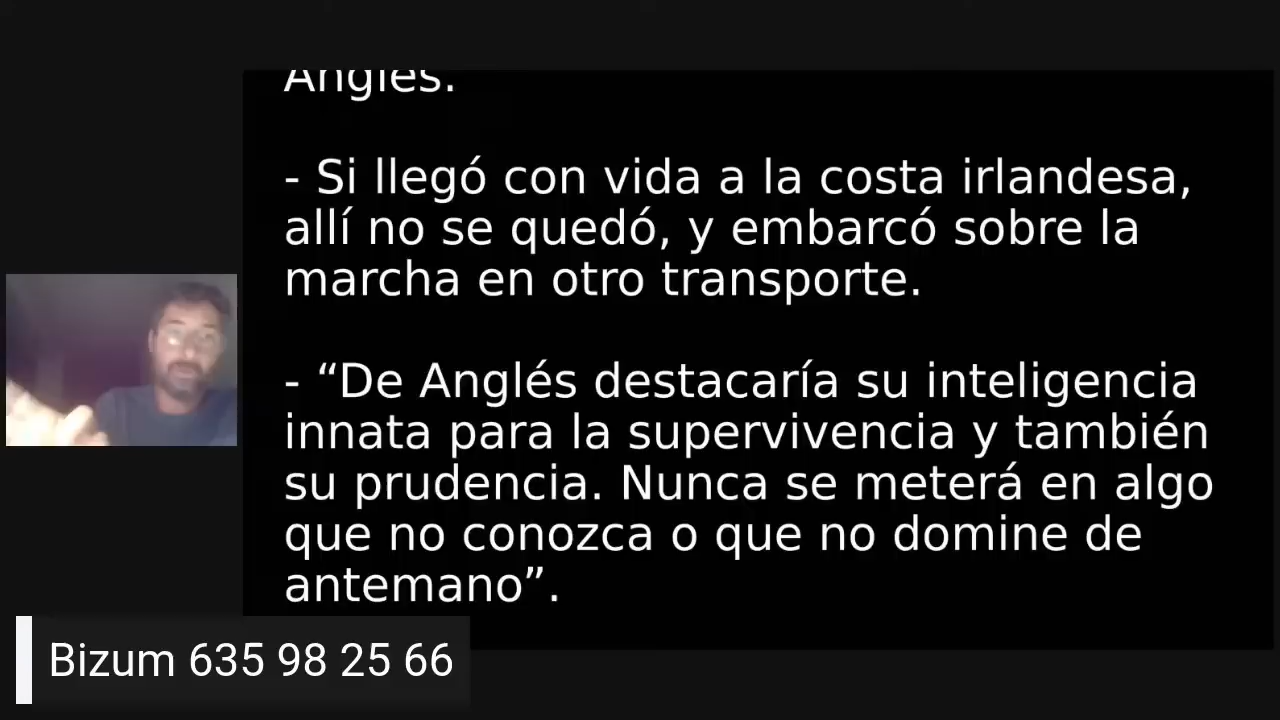 Anglés.
- Si llegó con vida a la costa irlandesa,
allí no se quedó, y embarcó sobre la
marcha en otro transporte.
- “De Anglés destacaría su inteligencia
innata para la supervivencia y también
su prudencia. Nunca se meterá en algo
que no conozca o que no domine de
antemano”.
Bizum 635 98 25 66